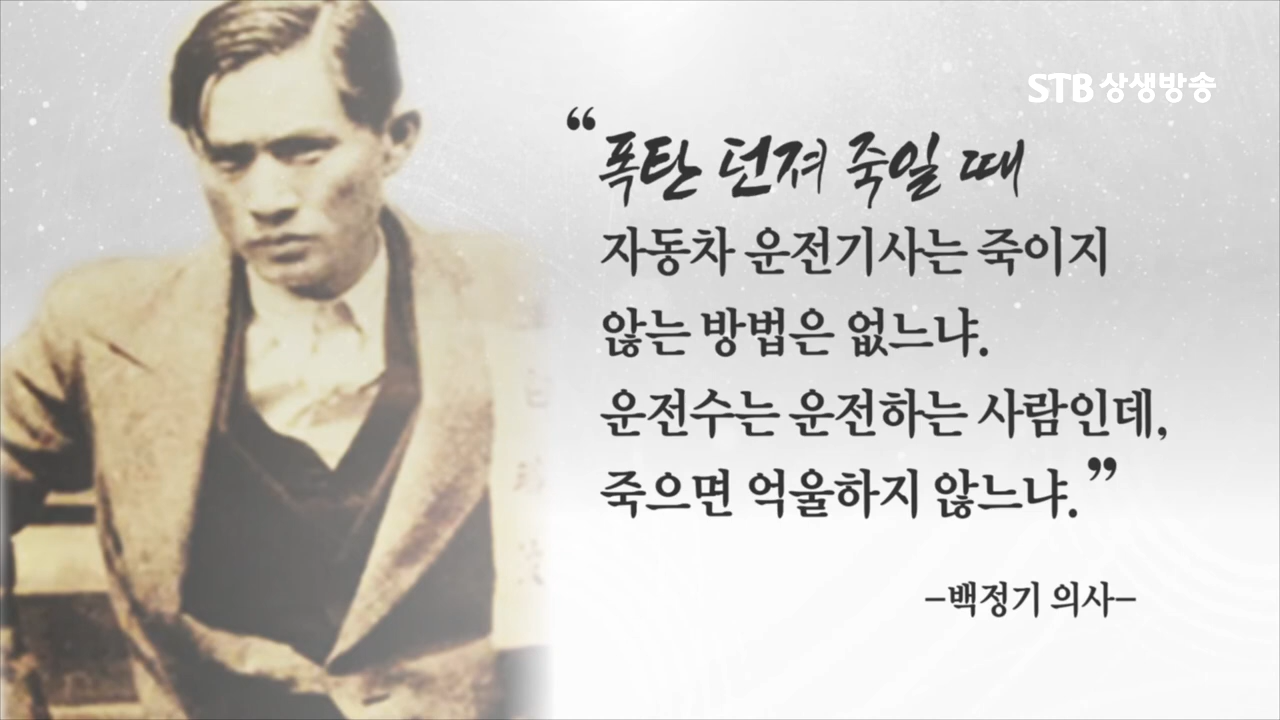 STB 상생방송
“폭탄 던져 죽일 때
자동차 운전기사는 죽이지
않는 방법은 없느냐.
운전수는 운전하는 사람인데,
죽으면 억울하지 않느냐.”
-백정기 의사-